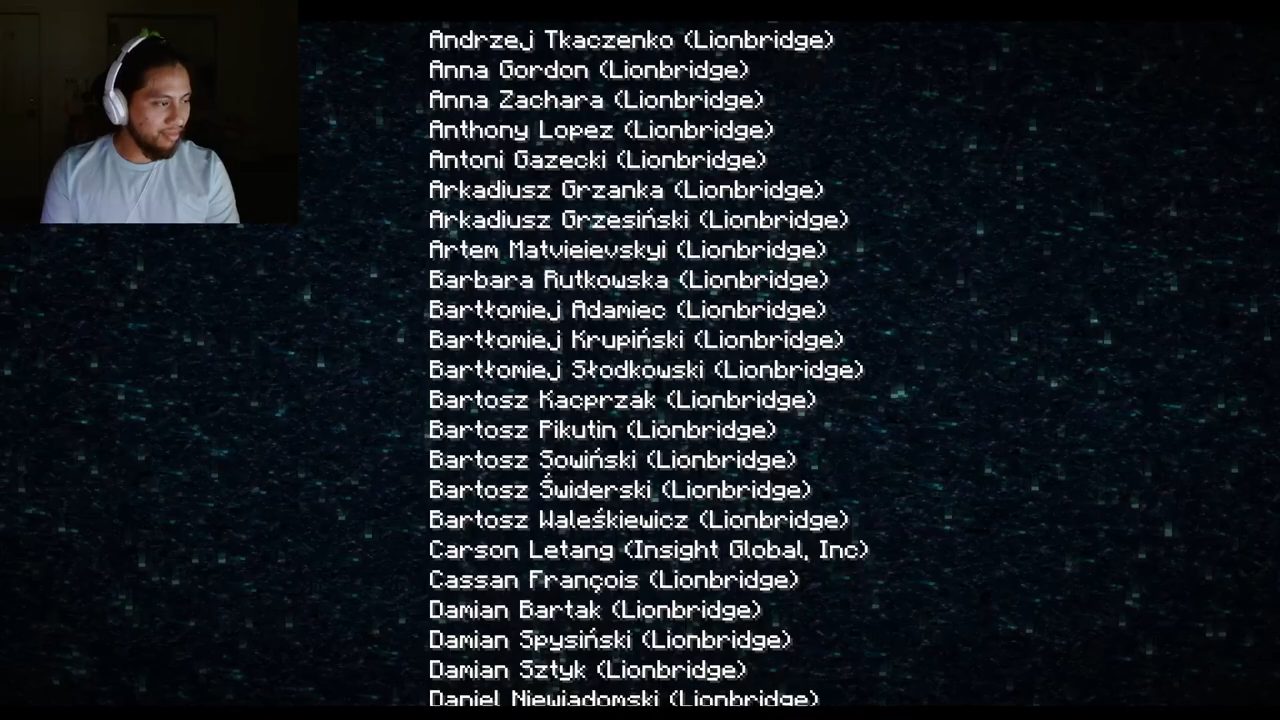 Andrzej Tkaczenko (Lionbridge)
Anna Gordon (Lionbridge)
Anna Zachara (Lionbridge)
Anthony Lopez (Lionbridge)
Antoni Gazecki (Lionbridge)
Arkadiusz Grzanka (Lionbridge)
Arkadiusz Grzesiński (Lionbridge)
Artem Matvieievskyi (Lionbridge)
Barbara Rutkowska (Lionbridge)
Bartłomiej Adamiec (Lionbridge)
Bartłomiej Krupiński (Lionbridge)
Bartłomiej Słodkowski (Lionbridge)
Bartosz Kacprzak (Lionbridge)
Bartosz Pikutin (Lionbridge)
Bartosz Sowiński (Lionbridge)
Bartosz Świderski (Lionbridge)
Bartosz Waleśkiewicz (Lionbridge)
Carson Letang (Insight Global, Inc)
Cassan François (Lionbridge)
Damian Bartak (Lionbridge)
Damian Spysiński (Lionbridge)
Damian Sztyk (Lionbridge)
Daniel Niewiadomski (Lionbridge)